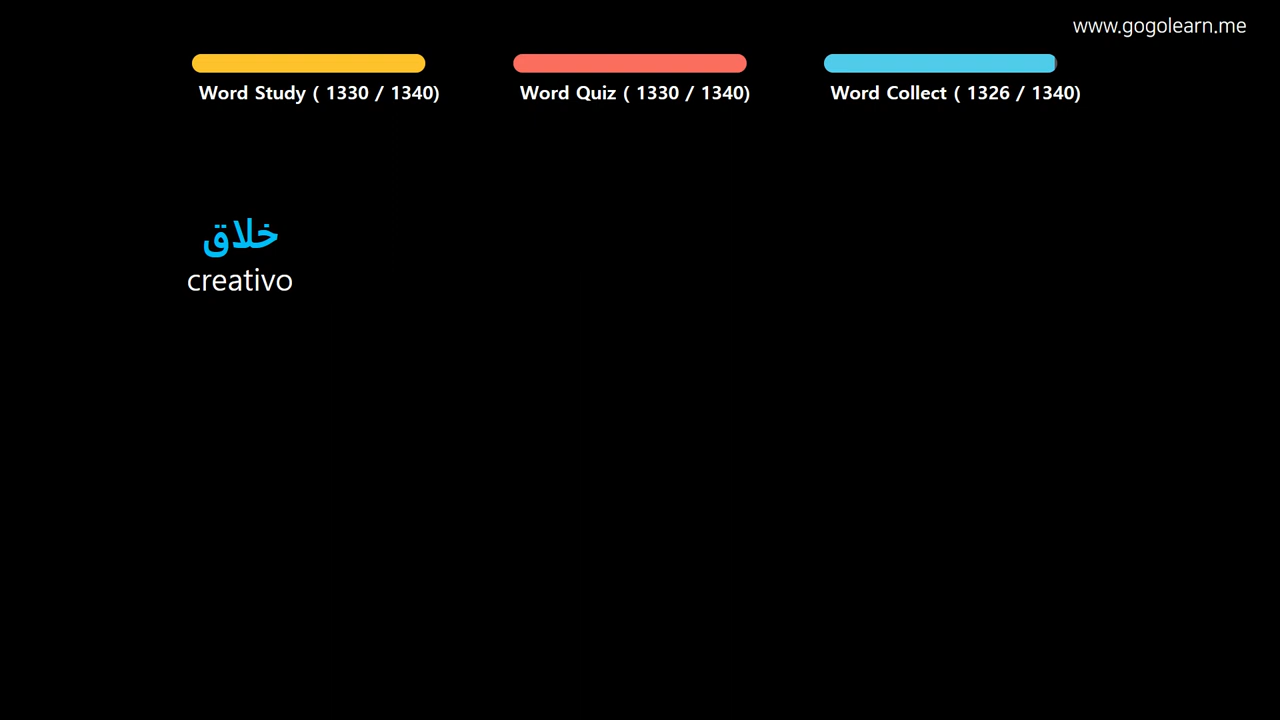 www.gogolearn.me
Word Study ( 1330 / 1340)
Word Quiz ( 1330 / 1340)
Word Collect ( 1326 / 1340)
خلاق
creativo